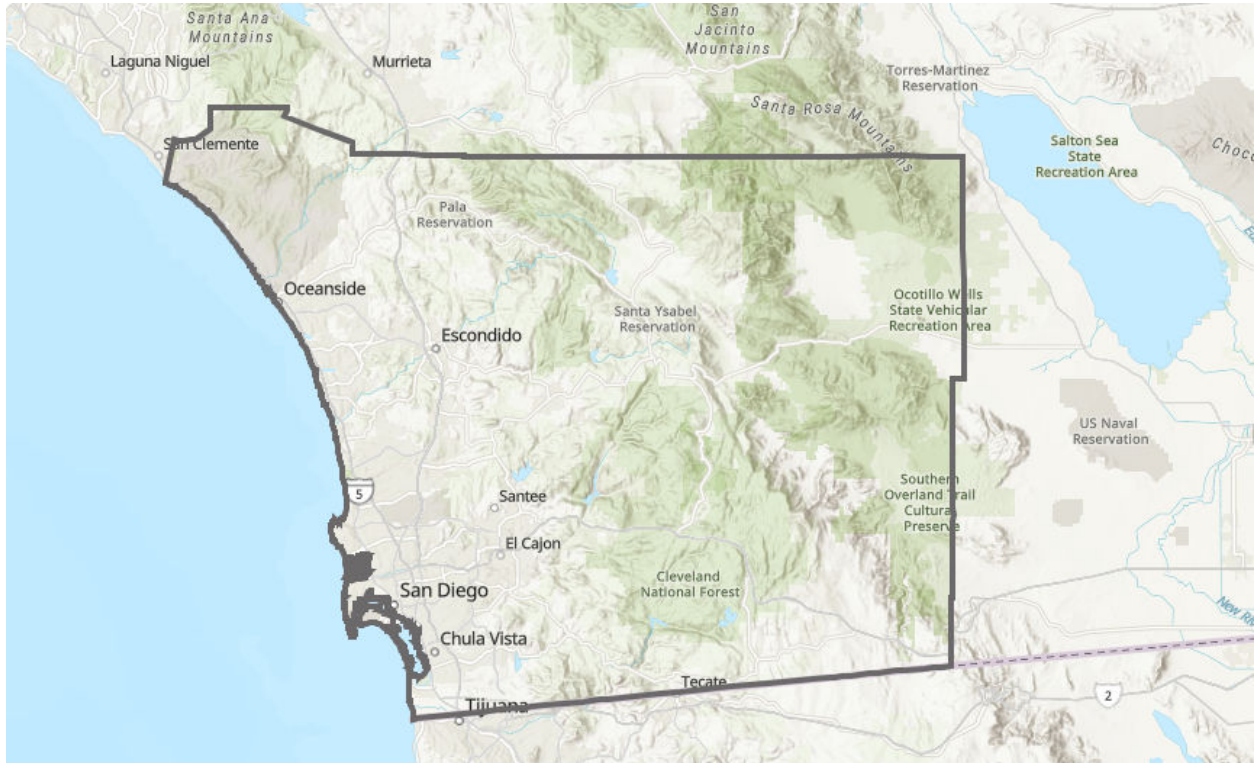 Santa Ana
Mountains
San
Jacinto
Mountains
Laguna Niguel
Murrieta
Torres-Martinez
Reservation
Santa Rosa Mountains
San Clemente
Salton Sea
State
Recreation Area
Pala
Reservation
Oceanside
Ocotillo Wells
State Vehicular
Recreation Area
Santa Ysabel
Reservation
Escondido
US Naval
Reservation
5
Santee
Southern
Overland Trail
Cultural
Preserve
El Cajon
Cleveland
National Forest
San Diego
Chula Vista
Tecate
2
Tijuana